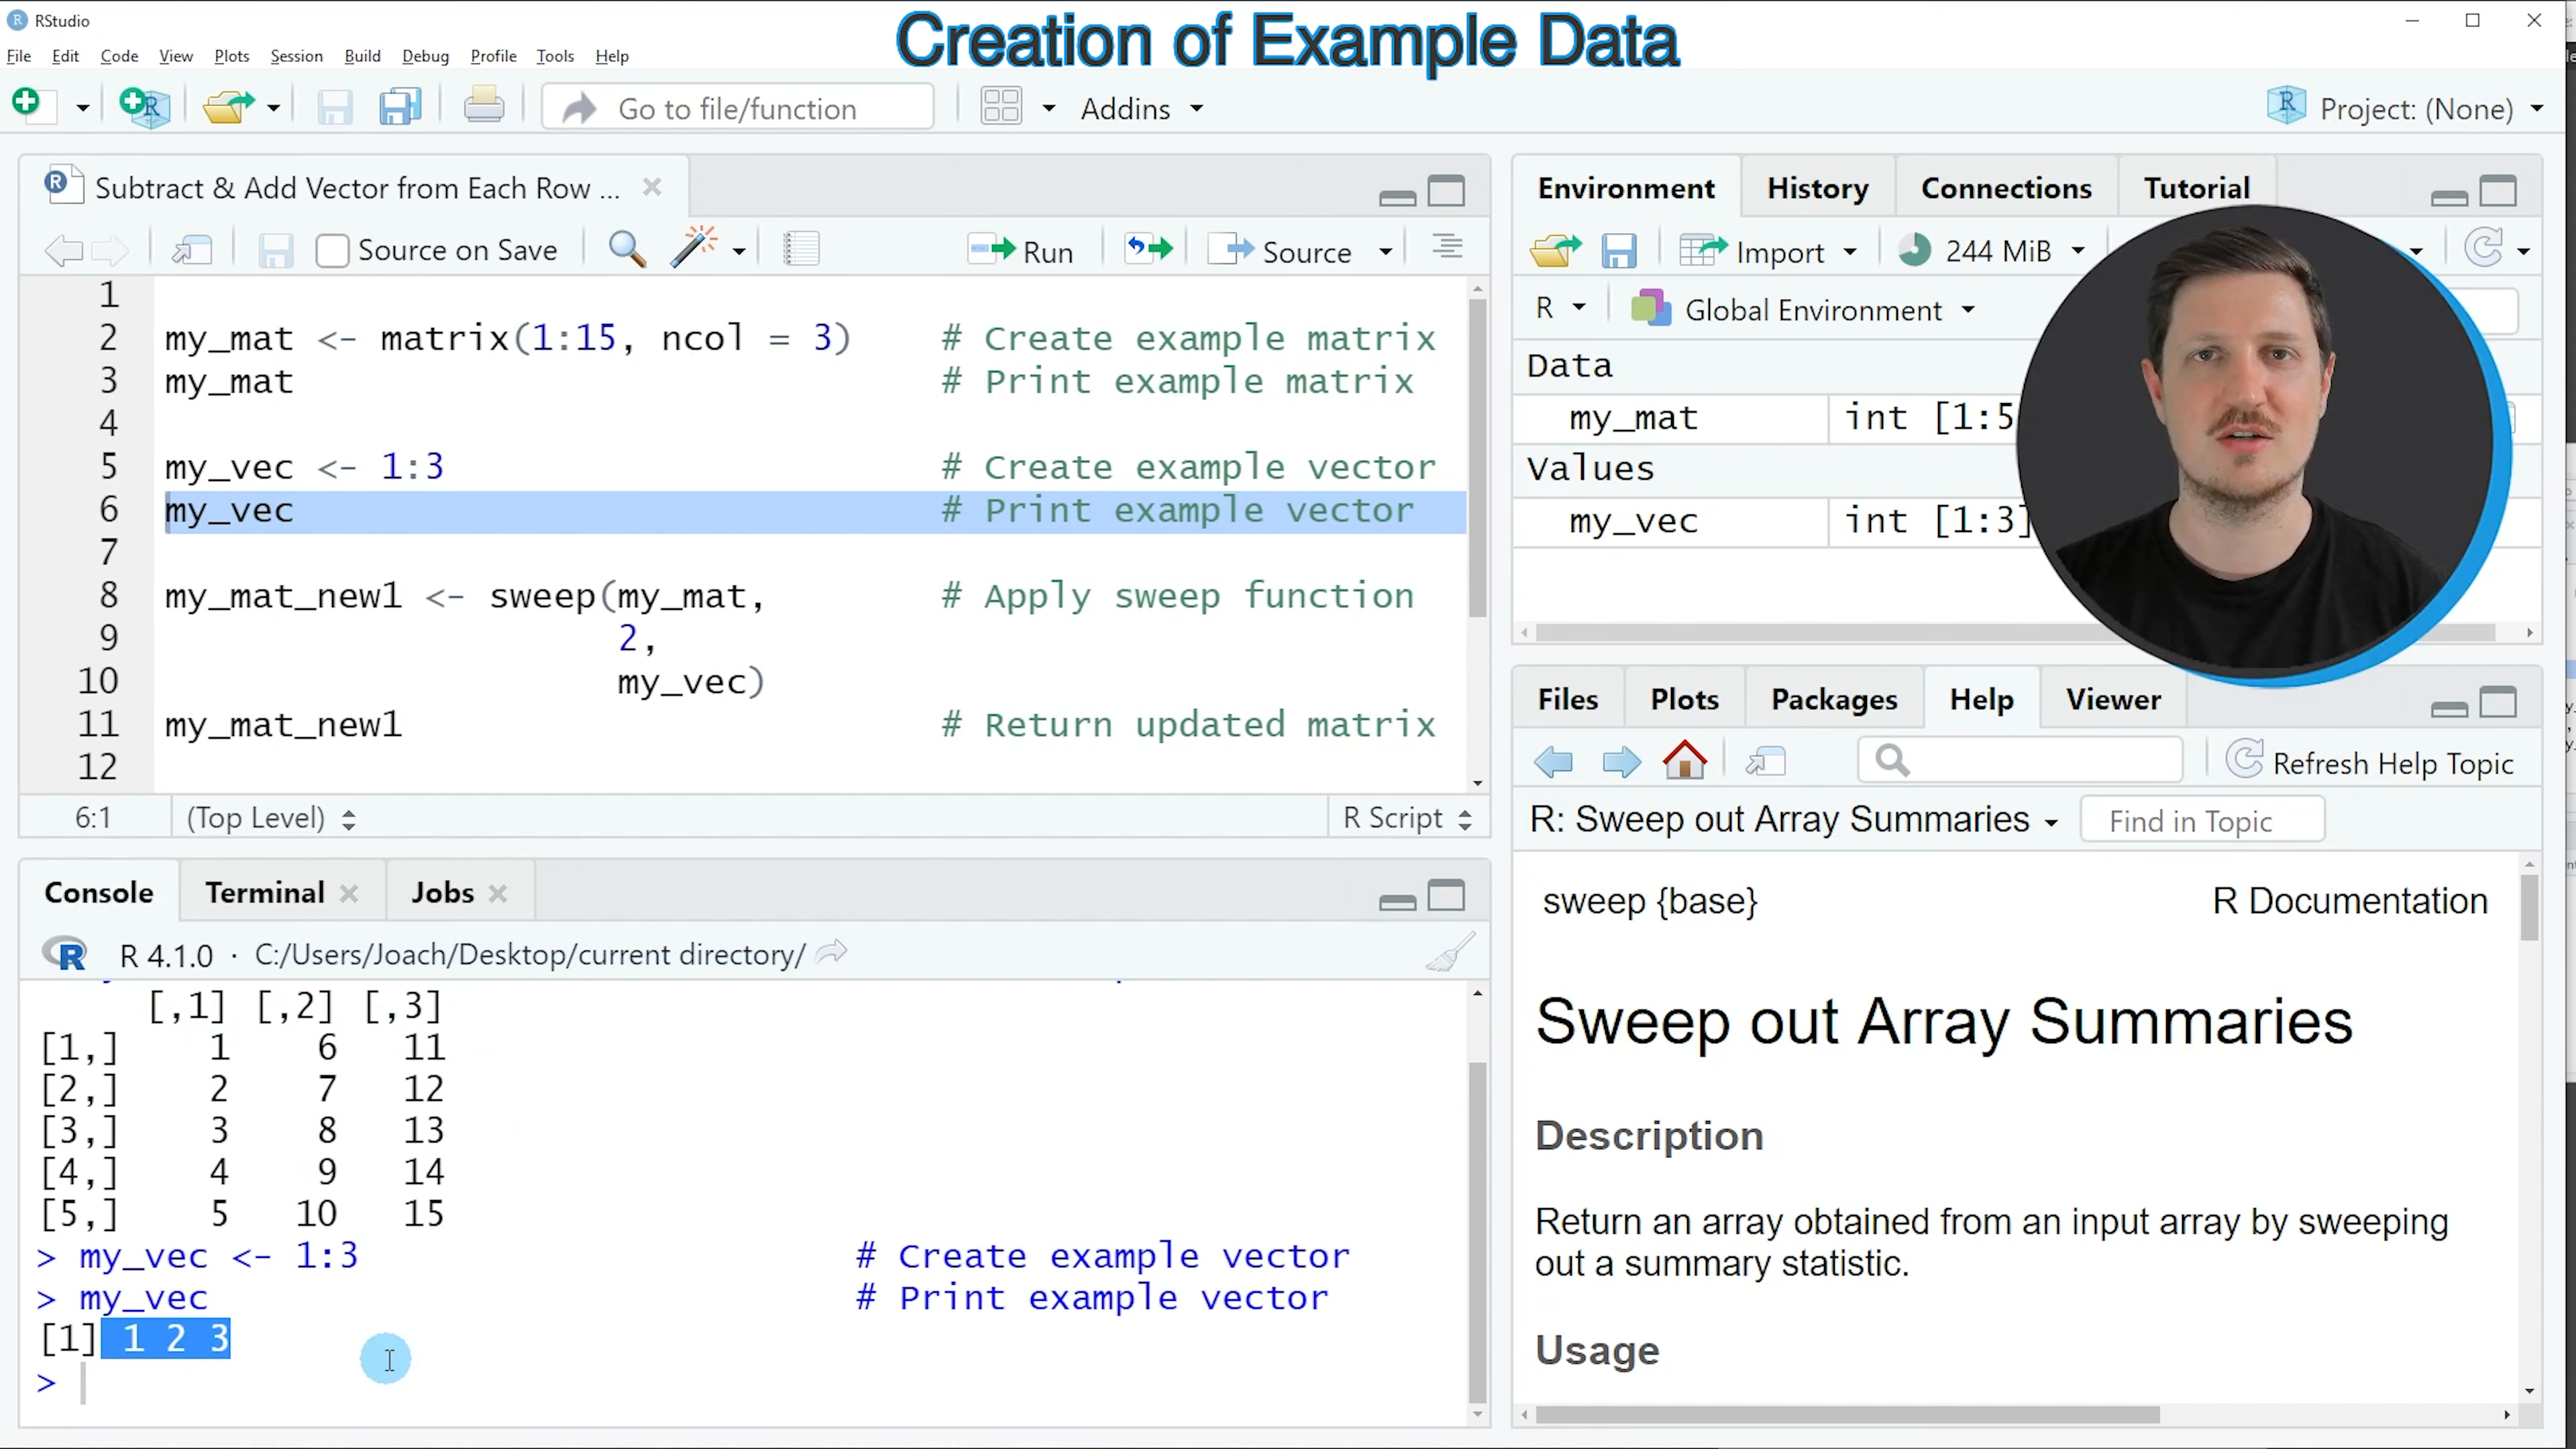 RStudio
Creation of Example Data
File Edit Code View Plots Session Build Debug Profile Tools Help
Go to file/function
Addins
Project: (None)
Subtract & Add Vector from Each Row ...
Source on Save
Run
Source
1
2 my_mat <- matrix(1:15, ncol = 3) # Create example matrix
3 my_mat # Print example matrix
4
5 my_vec <- 1:3 # Create example vector
6 my_vec # Print example vector
7
8 my_mat_new1 <- sweep(my_mat, # Apply sweep function
9 2,
10 my_vec)
11 my_mat_new1 # Return updated matrix
12
6:1 (Top Level) R Script
Console Terminal Jobs
R 4.1.0 · C:/Users/Joach/Desktop/current directory/
[,1] [,2] [,3]
[1,] 1 6 11
[2,] 2 7 12
[3,] 3 8 13
[4,] 4 9 14
[5,] 5 10 15
> my_vec <- 1:3 # Create example vector
> my_vec # Print example vector
[1] 1 2 3
>
Environment History Connections Tutorial
Import 244 MiB
R Global Environment
Data
my_mat int [1:5
Values
my_vec int [1:3]
Files Plots Packages Help Viewer
Refresh Help Topic
R: Sweep out Array Summaries Find in Topic
sweep {base} R Documentation
Sweep out Array Summaries
Description
Return an array obtained from an input array by sweeping
out a summary statistic.
Usage